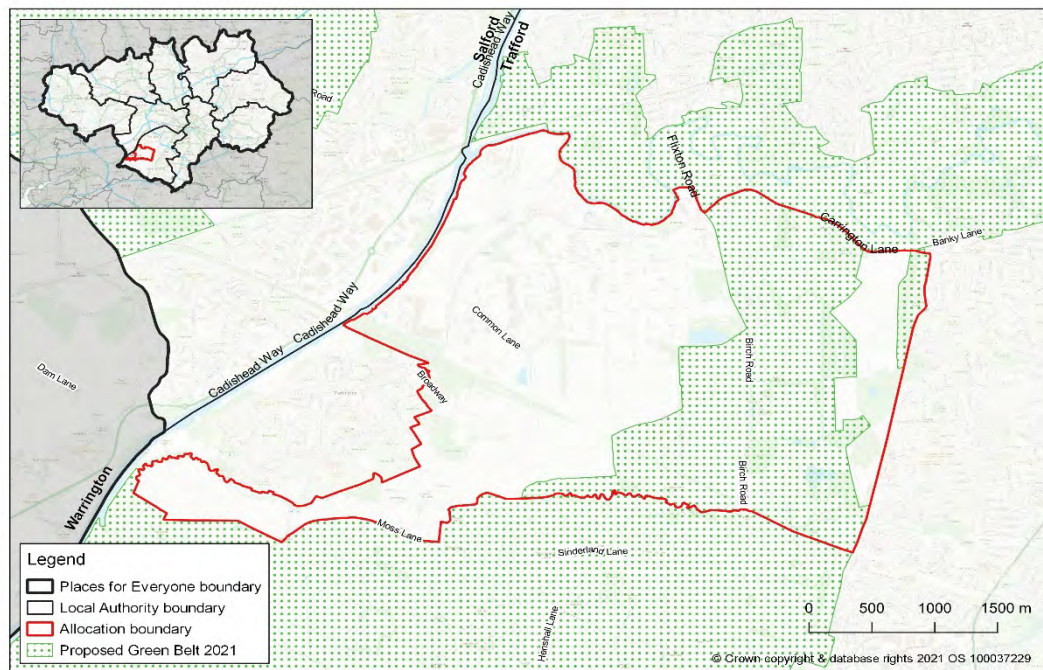 Road
Salford
Cadishead Way
Trafford
Flixton Road
Carrington Lane
Banky Lane
Cadishead Way
Cadishead Way
Common Lane
Broadway
Birch Road
Dam Lane
Birch Road
Warrington
Moss Lane
Sinderland Lane
Henshall Lane
Legend
Places for Everyone boundary
Local Authority boundary
Allocation boundary
Proposed Green Belt 2021
0 500 1000 1500 m
© Crown copyright & database rights 2021 OS 100037229